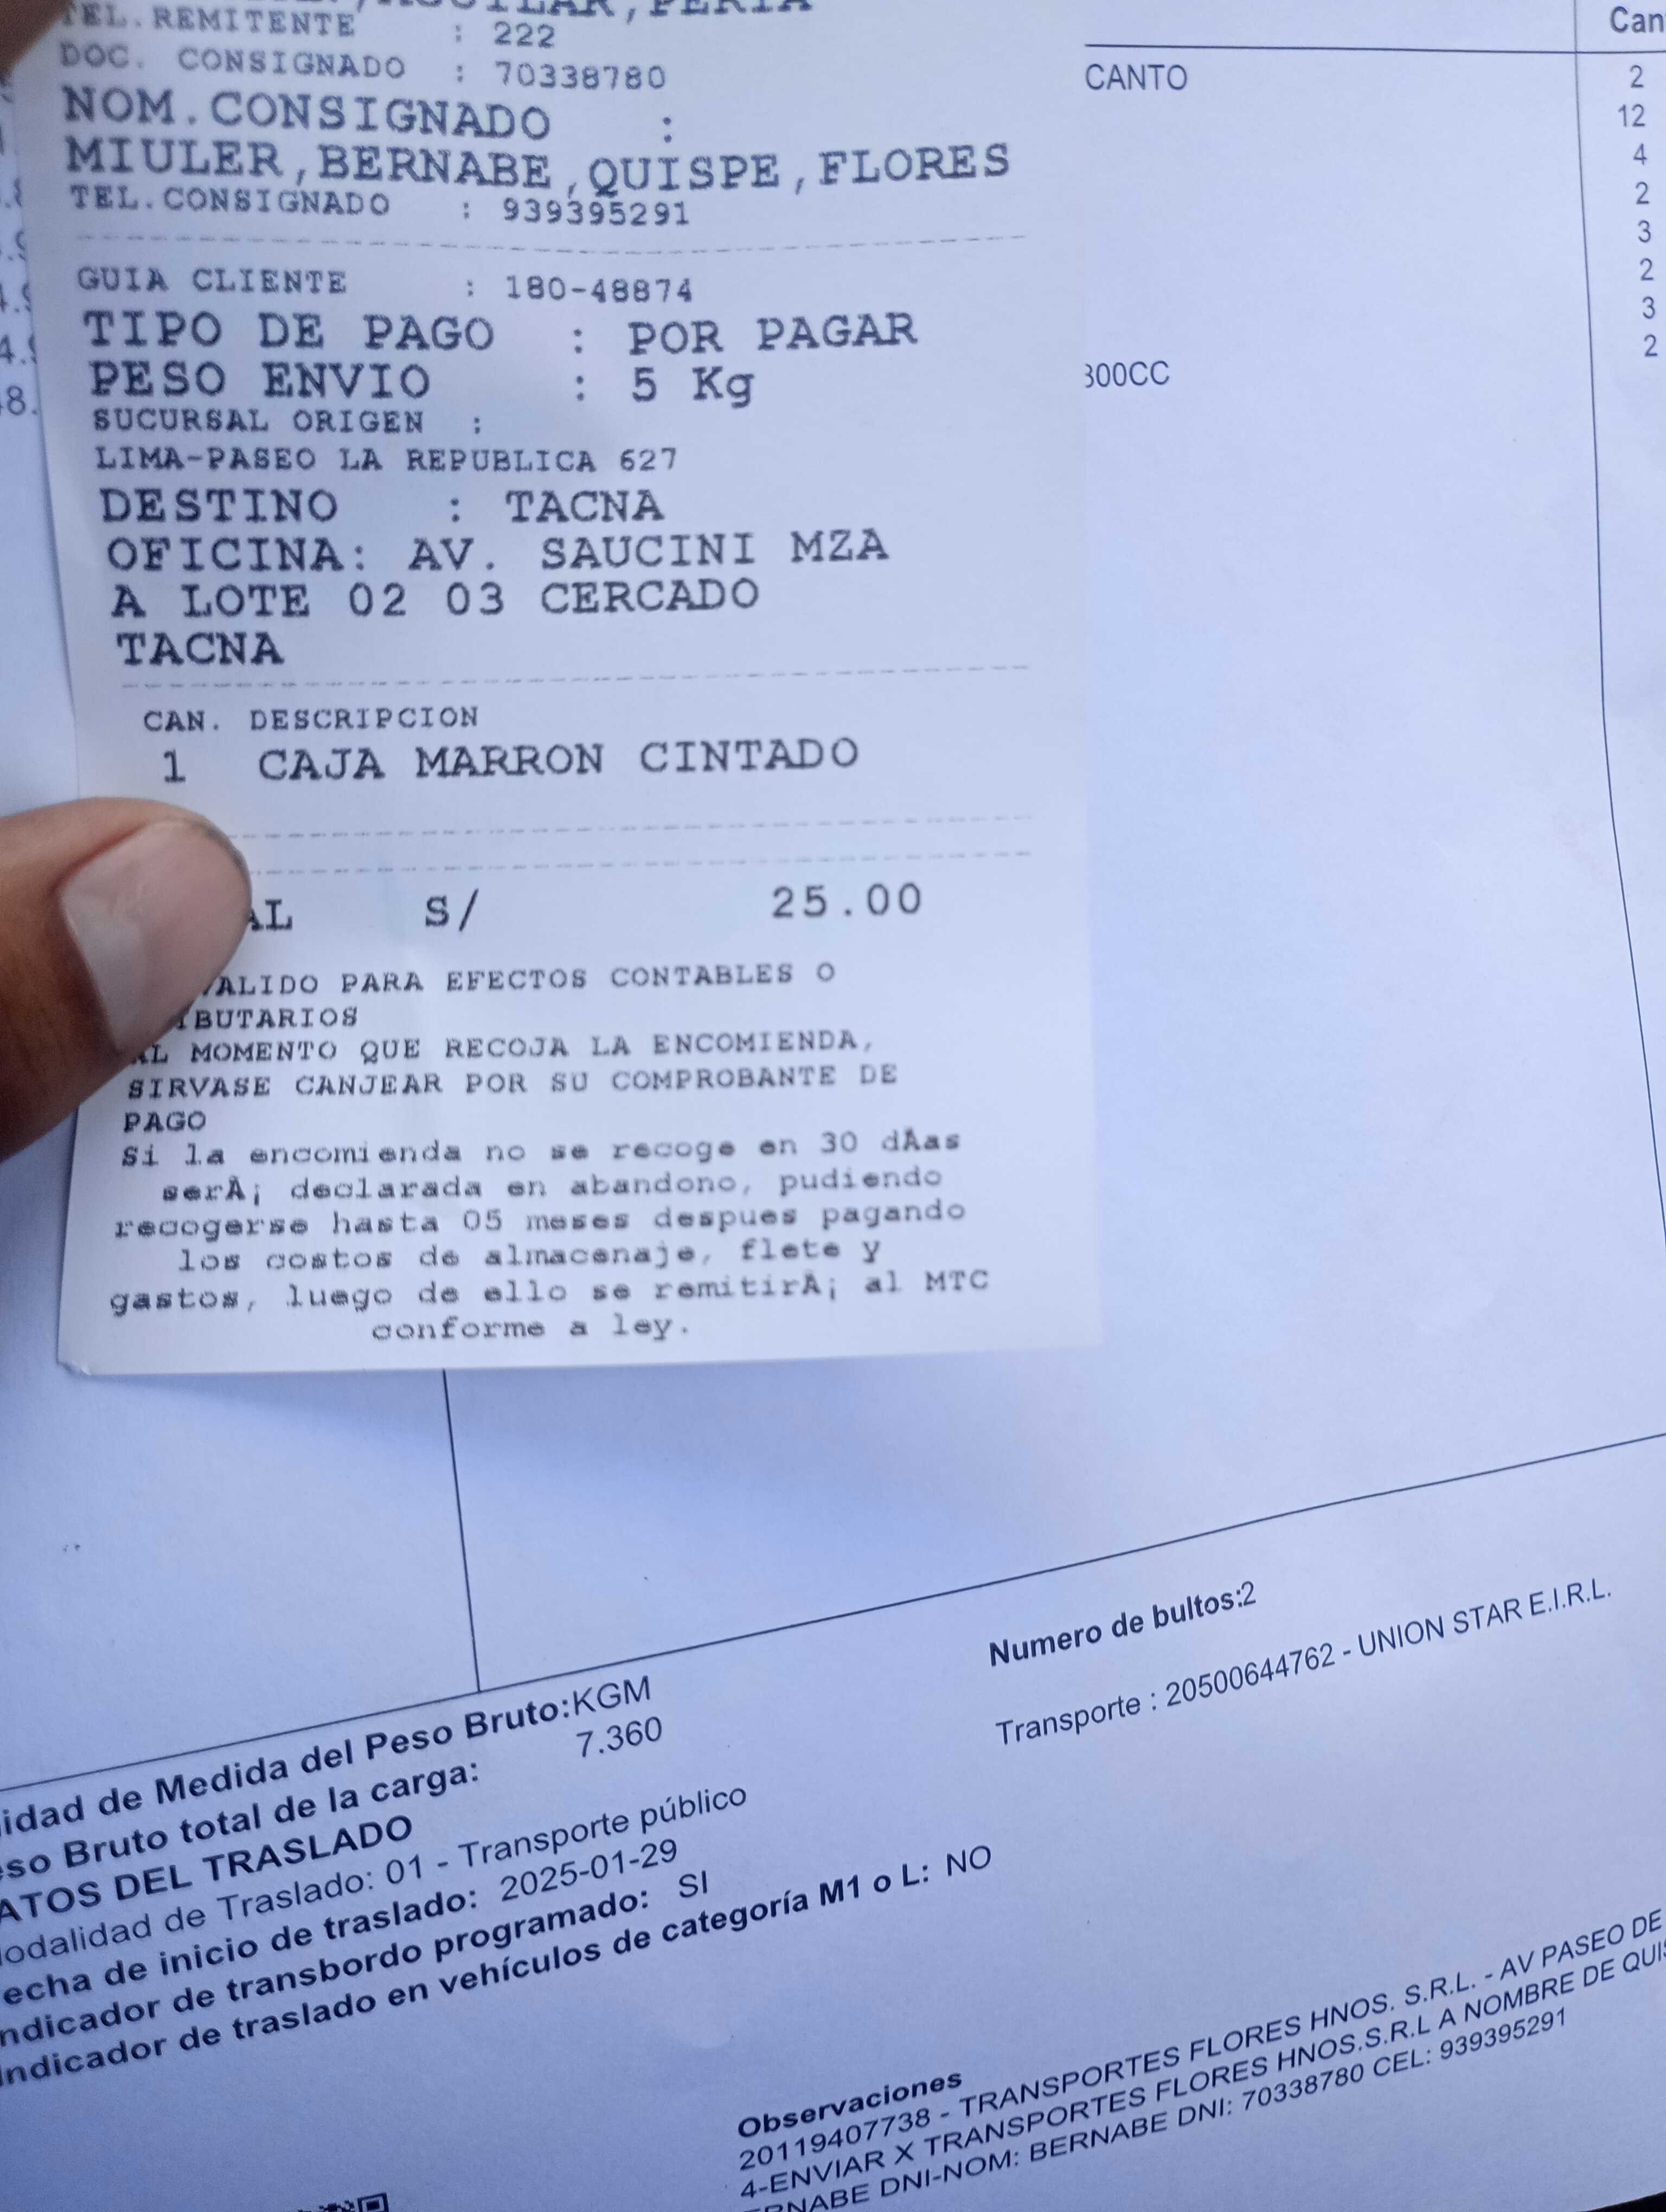 TEL.REMITENTE : 222
DOC. CONSIGNADO : 70338780
NOM.CONSIGNADO :
MIULER,BERNABE,QUISPE,FLORES
TEL.CONSIGNADO : 939395291
GUIA CLIENTE : 180-48874
TIPO DE PAGO : POR PAGAR
PESO ENVIO : 5 Kg
SUCURSAL ORIGEN :
LIMA-PASEO LA REPUBLICA 627
DESTINO : TACNA
OFICINA: AV. SAUCINI MZA
A LOTE 02 03 CERCADO
TACNA
CAN. DESCRIPCION
1 CAJA MARRON CINTADO
AL S/ 25.00
VALIDO PARA EFECTOS CONTABLES O
IBUTARIOS
AL MOMENTO QUE RECOJA LA ENCOMIENDA,
SIRVASE CANJEAR POR SU COMPROBANTE DE
PAGO
Si la encomienda no se recoge en 30 dÃas
serÃ¡ declarada en abandono, pudiendo
recogerse hasta 05 meses despues pagando
los costos de almacenaje, flete y
gastos, luego de ello se remitirÃ¡ al MTC
conforme a ley.
Can
CANTO 2
12
4
2
3
2
3
2
300CC
idad de Medida del Peso Bruto:KGM
eso Bruto total de la carga: 7.360
Numero de bultos:2
Transporte : 20500644762 - UNION STAR E.I.R.L.
ATOS DEL TRASLADO
Modalidad de Traslado: 01 - Transporte público
echa de inicio de traslado: 2025-01-29
ndicador de transbordo programado: SI
Indicador de traslado en vehículos de categoría M1 o L: NO
Observaciones
20119407738 - TRANSPORTES FLORES HNOS. S.R.L. - AV PASEO DE
4-ENVIAR X TRANSPORTES FLORES HNOS.S.R.L A NOMBRE DE QUIS
ERNABE DNI-NOM: BERNABE DNI: 70338780 CEL: 939395291